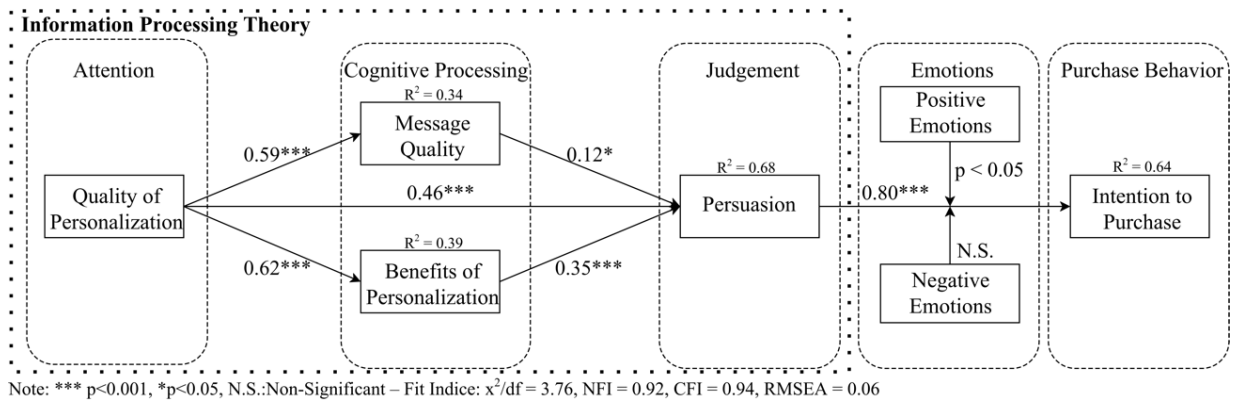 Information Processing Theory
Attention
Cognitive Processing
Judgement
Emotions
Purchase Behavior
R² = 0.34
Message
Quality
Positive
Emotions
0.59***
0.12*
p < 0.05
Quality of
Personalization
0.46***
R² = 0.68
Persuasion
0.80***
R² = 0.64
Intention to
Purchase
0.62***
R² = 0.39
Benefits of
Personalization
0.35***
N.S.
Negative
Emotions
Note: *** p<0.001, *p<0.05, N.S.:Non-Significant – Fit Indice: x²/df = 3.76, NFI = 0.92, CFI = 0.94, RMSEA = 0.06